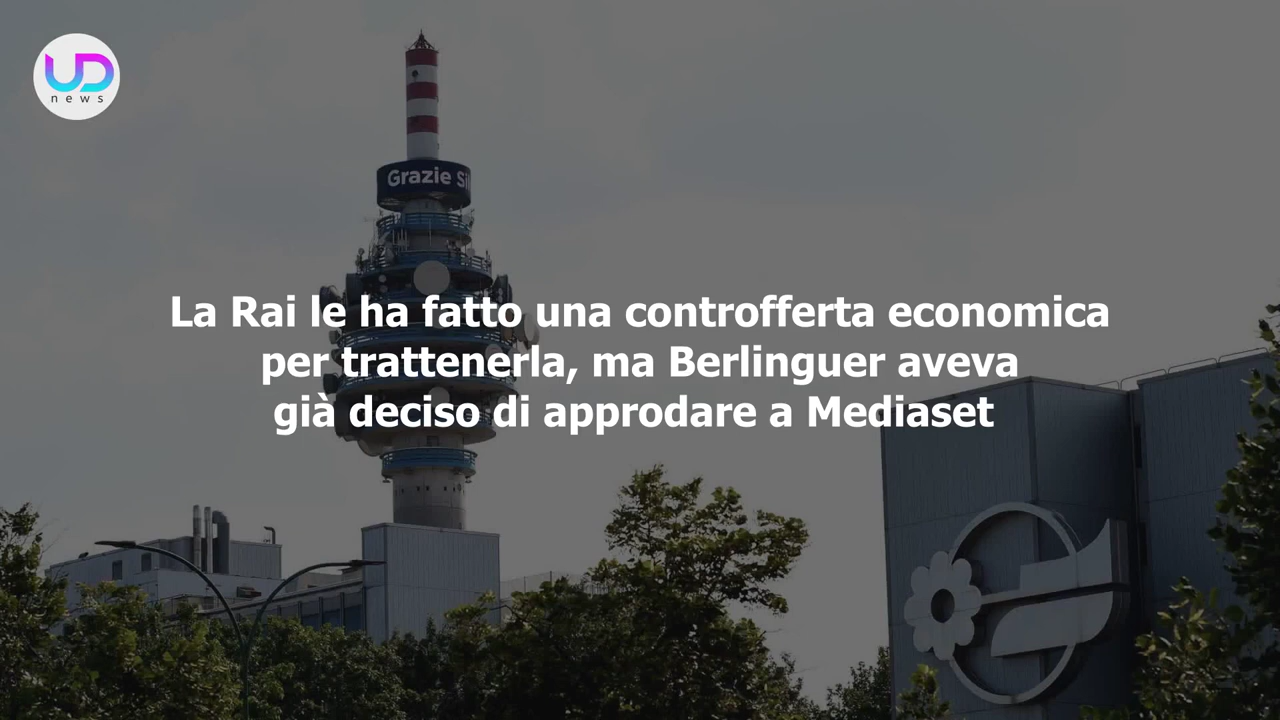 UD
news
Grazie
La Rai le ha fatto una controfferta economica
per trattenerla, ma Berlinguer aveva
già deciso di approdare a Mediaset